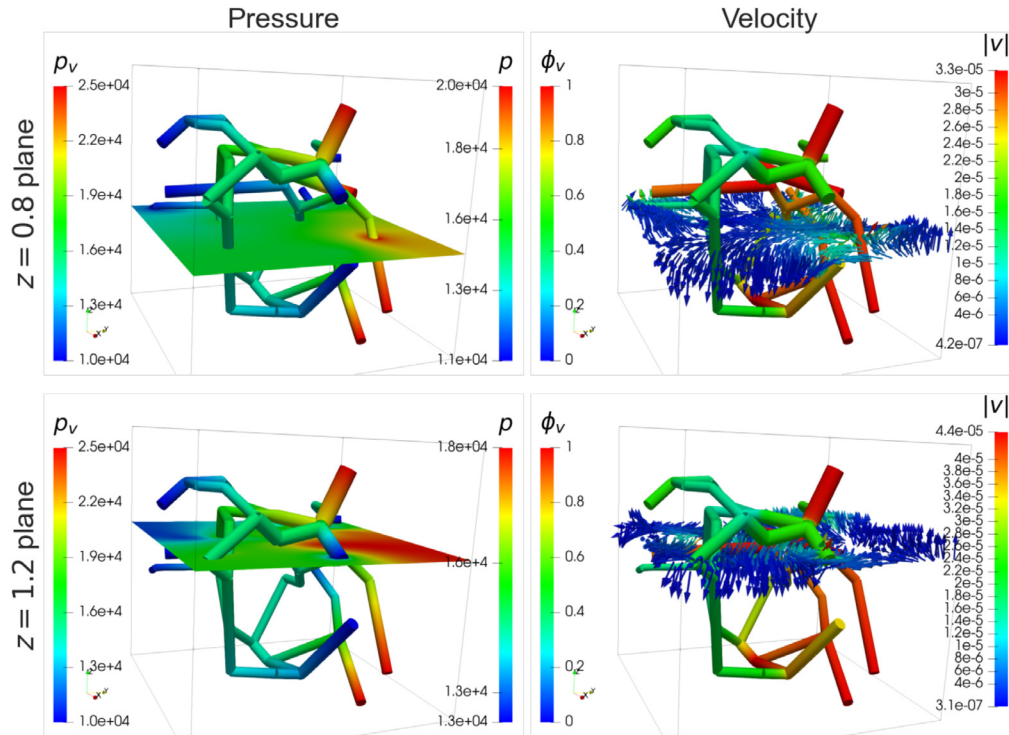 Pressure
Velocity
z = 0.8 plane
p_v
2.5e+04
2.2e+4
1.9e+4
1.6e+4
1.3e+4
1.0e+04
p
2.0e+04
1.8e+4
1.6e+4
1.3e+4
1.1e+04
ϕ_v
1
0.8
0.6
0.4
0.2
0
|v|
3.3e-05
3e-5
2.8e-5
2.6e-5
2.4e-5
2.2e-5
2e-5
1.8e-5
1.6e-5
1.4e-5
1.2e-5
1e-5
8e-6
6e-6
4e-6
4.2e-07
z = 1.2 plane
p_v
2.5e+04
2.2e+4
1.9e+4
1.6e+4
1.3e+4
1.0e+04
p
1.8e+04
1.6e+4
1.3e+4
1.3e+04
ϕ_v
1
0.8
0.6
0.4
0.2
0
|v|
4.4e-05
4e-5
3.8e-5
3.6e-5
3.4e-5
3.2e-5
3e-5
2.8e-5
2.6e-5
2.4e-5
2.2e-5
2e-5
1.8e-5
1.6e-5
1.4e-5
1.2e-5
1e-5
8e-6
6e-6
4e-6
3.1e-07